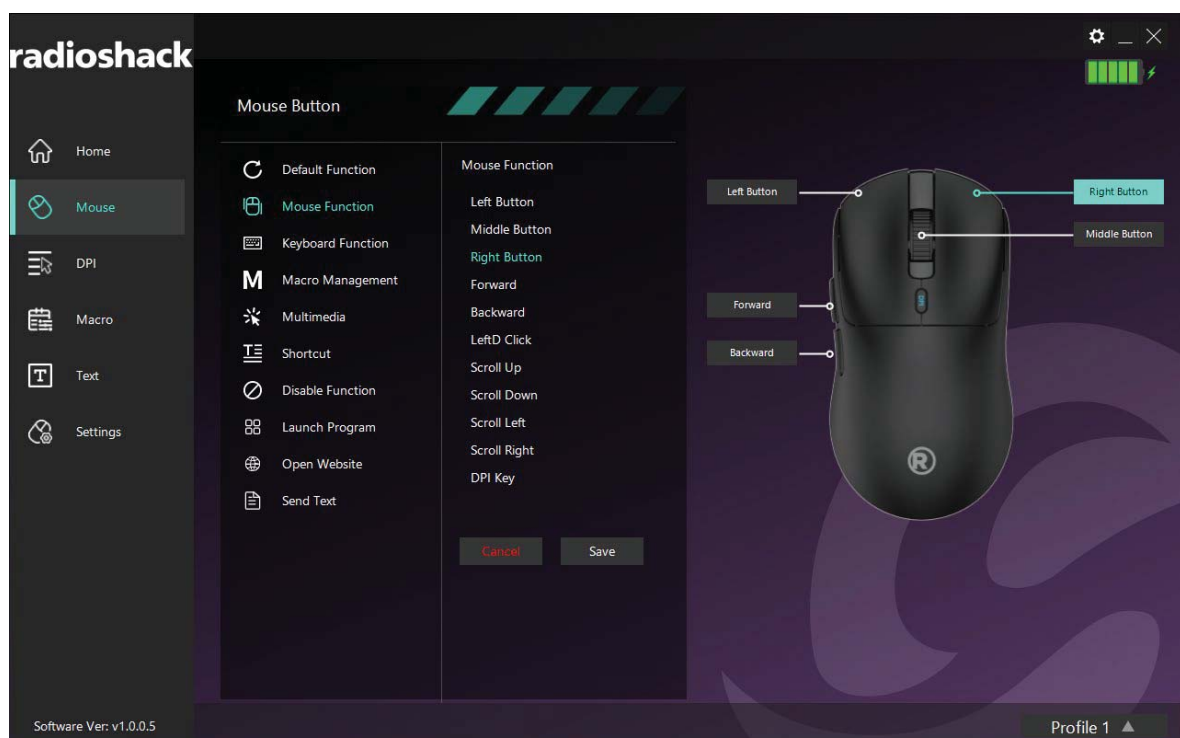 radioshack
Home
Mouse
DPI
Macro
Text
Settings
Software Ver: v1.0.0.5
Mouse Button
Default Function
Mouse Function
Keyboard Function
M
Macro Management
Multimedia
Shortcut
Disable Function
Launch Program
Open Website
Send Text
Mouse Function
Left Button
Middle Button
Right Button
Forward
Backward
LeftD Click
Scroll Up
Scroll Down
Scroll Left
Scroll Right
DPI Key
Cancel
Save
Left Button
Right Button
Middle Button
Forward
Backward
R
Profile 1